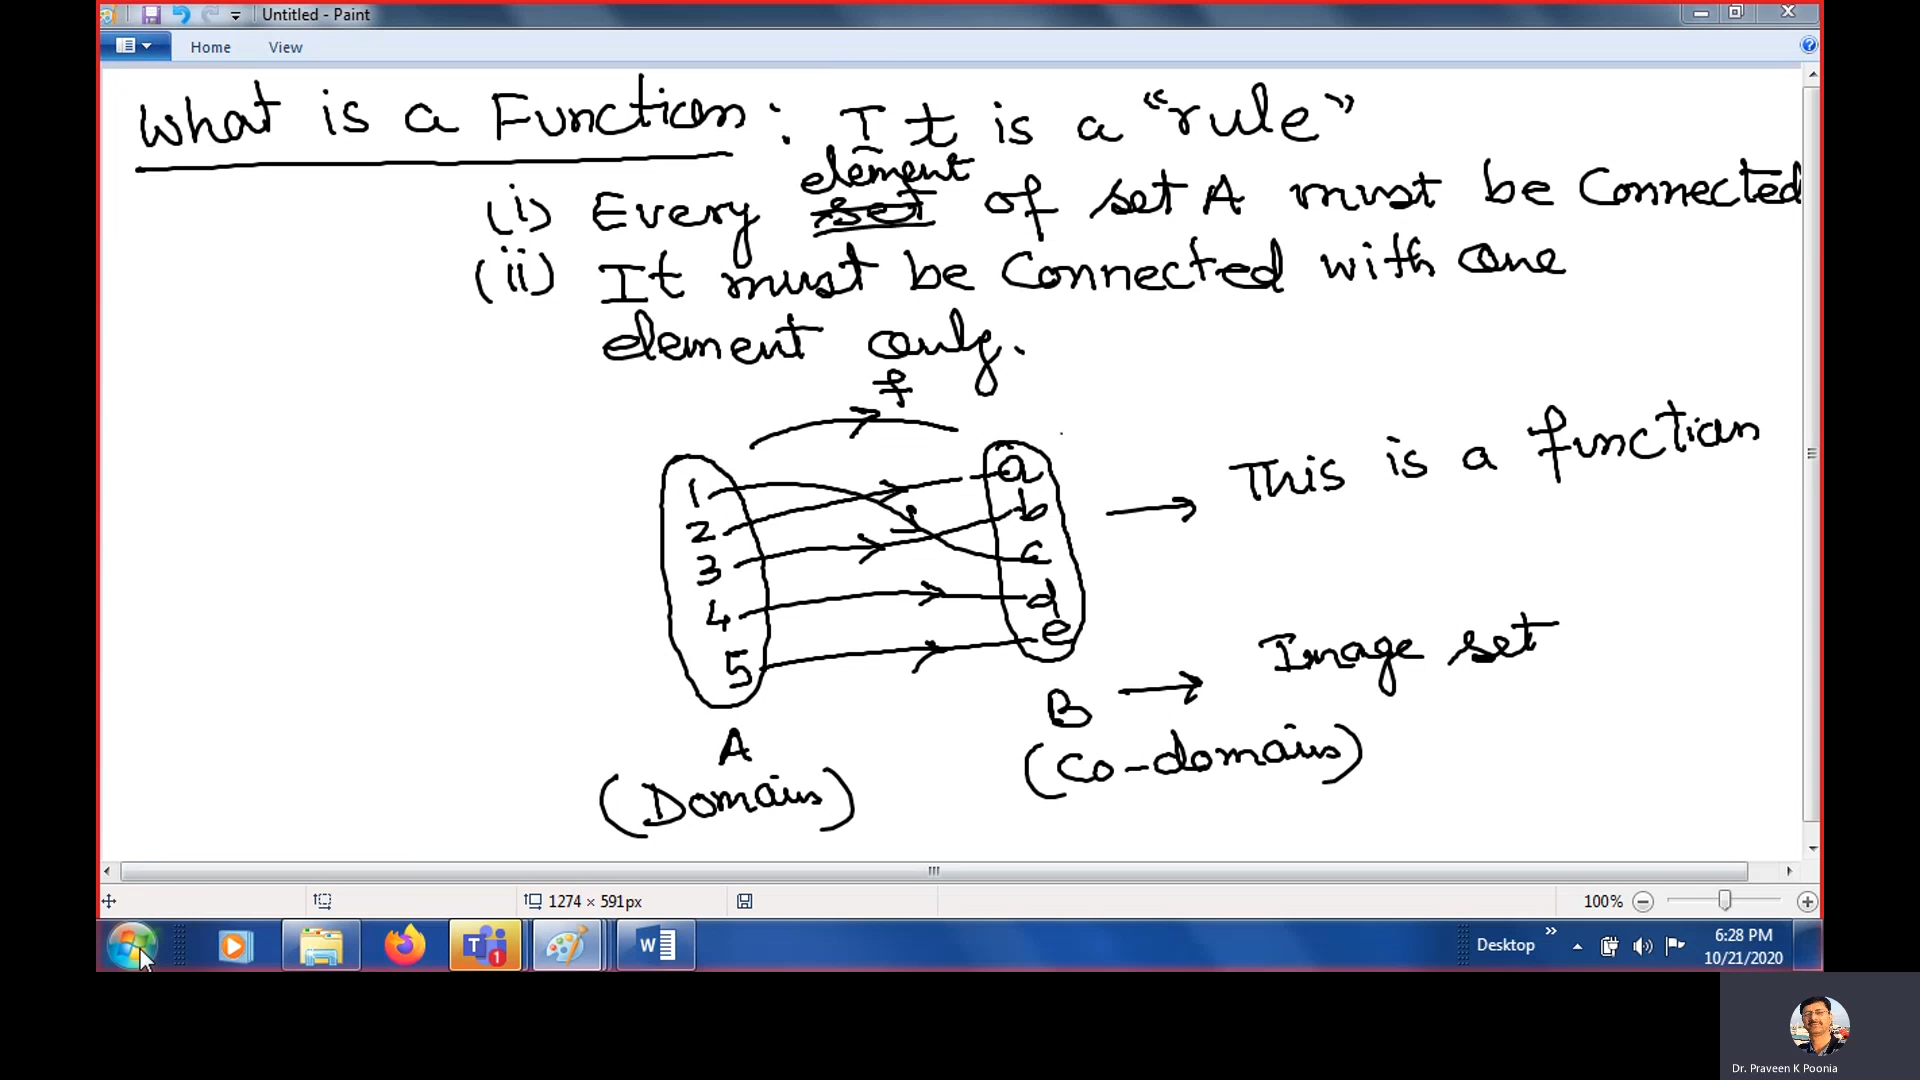 Untitled - Paint
Home View
What is a Function : It is a "rule"
element
(i) Every set of set A must be Connected
(ii) It must be Connected with one
element only.
f
1 a
2 b
3 c
4 d
5 e
→ This is a function
A
(Domain)
B → Image set
(Co-domain)
1274 × 591px
100%
Desktop
6:28 PM
10/21/2020
1
W
Dr. Praveen K Poonia